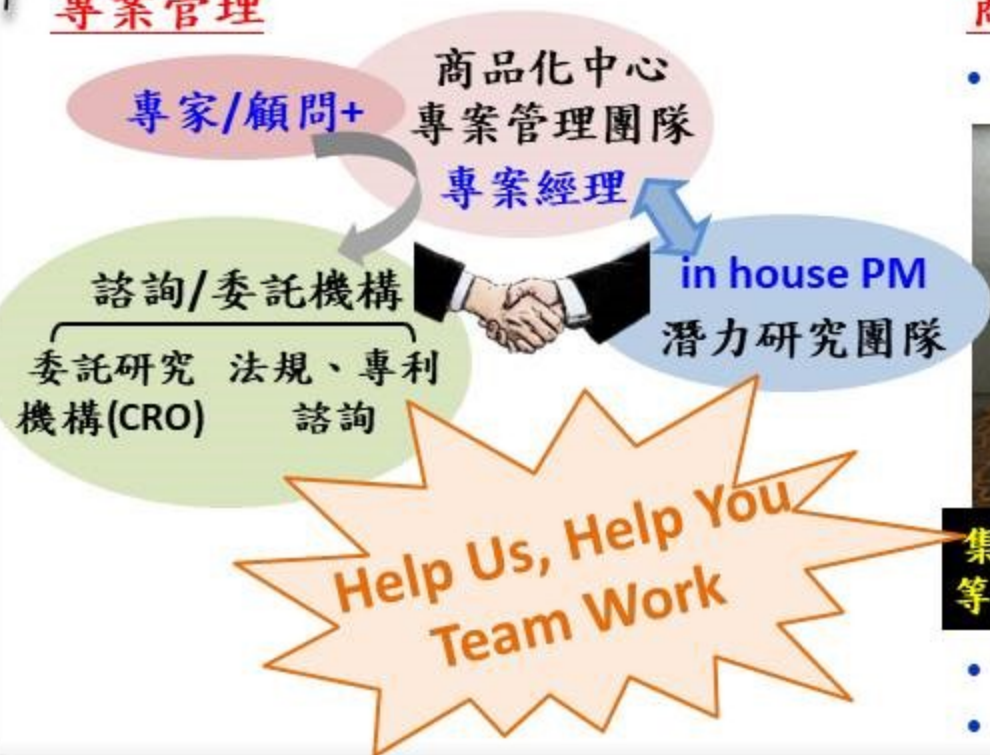 專案管理
專家/顧問+
商品化中心
專案管理團隊
專案經理
in house PM
潛力研究團隊
諮詢/委託機構
委託研究
機構(CRO)
法規、專利
諮詢
Help Us, Help You
Team Work
集
等